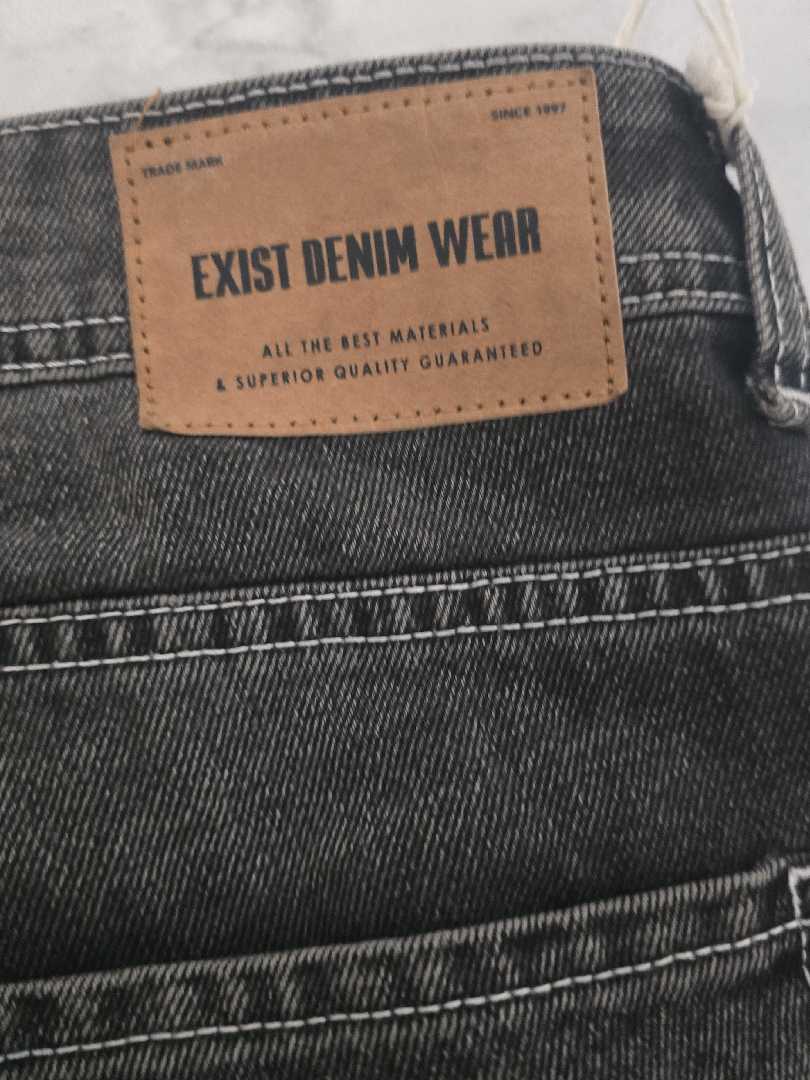 TRADE MARK
SINCE 1997
EXIST DENIM WEAR
ALL THE BEST MATERIALS
& SUPERIOR QUALITY GUARANTEED